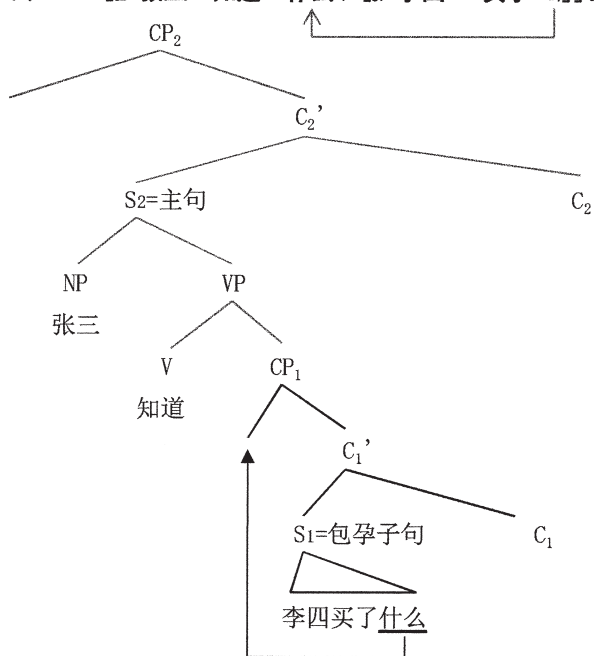 CP₂
C₂’
S₂=主句
C₂
NP
VP
张三
V
CP₁
知道
C₁’
S₁=包孕子句
C₁
李四买了什么